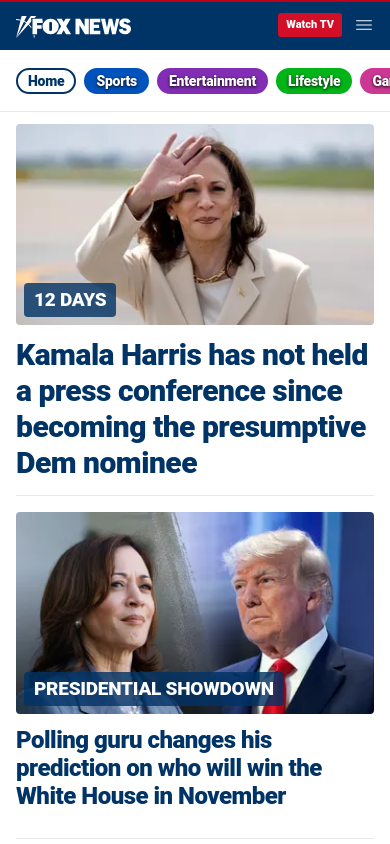 FOX NEWS
Watch TV
Home Sports Entertainment Lifestyle Ga
12 DAYS
Kamala Harris has not held
a press conference since
becoming the presumptive
Dem nominee
PRESIDENTIAL SHOWDOWN
Polling guru changes his
prediction on who will win the
White House in November